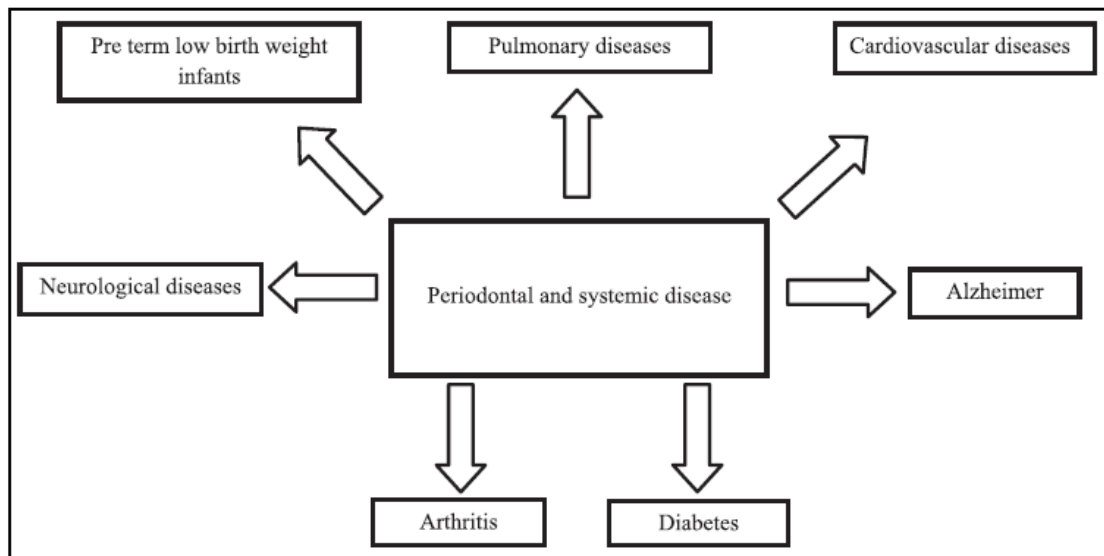 Pre term low birth weight
infants
Pulmonary diseases
Cardiovascular diseases
Neurological diseases
Periodontal and systemic disease
Alzheimer
Arthritis
Diabetes